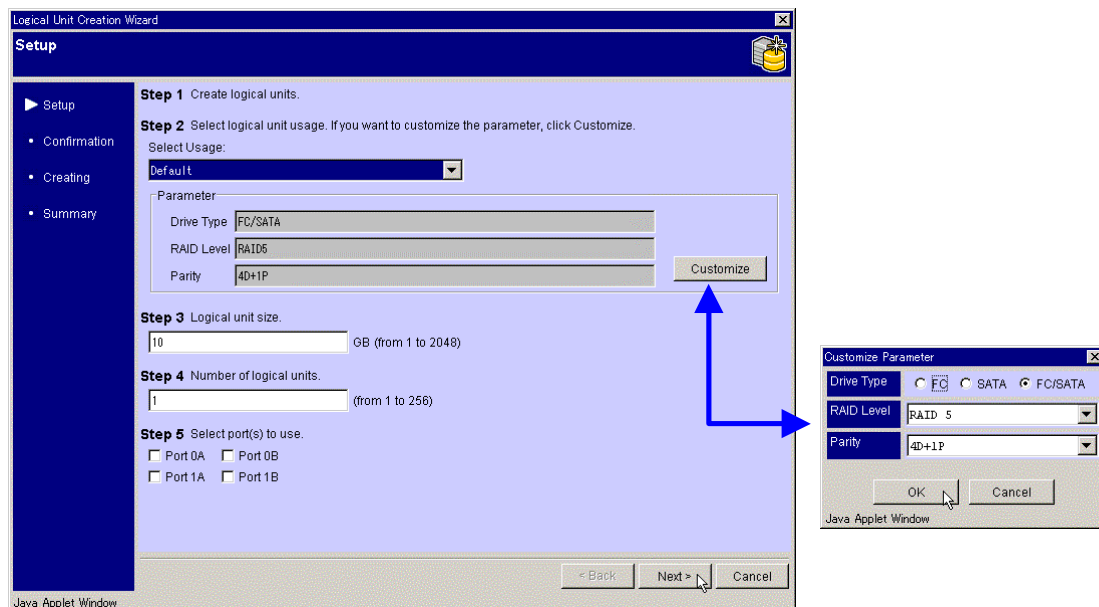 Logical Unit Creation Wizard
Setup
Setup
Confirmation
Creating
Summary
Step 1 Create logical units.
Step 2 Select logical unit usage. If you want to customize the parameter, click Customize.
Select Usage:
Default
Parameter
Drive Type FC/SATA
RAID Level RAID5
Parity 4D+1P
Customize
Step 3 Logical unit size.
10 GB (from 1 to 2048)
Step 4 Number of logical units.
1 (from 1 to 256)
Step 5 Select port(s) to use.
Port 0A Port 0B
Port 1A Port 1B
< Back Next > Cancel
Java Applet Window
Customize Parameter
Drive Type FC SATA FC/SATA
RAID Level RAID 5
Parity 4D+1P
OK Cancel
Java Applet Window